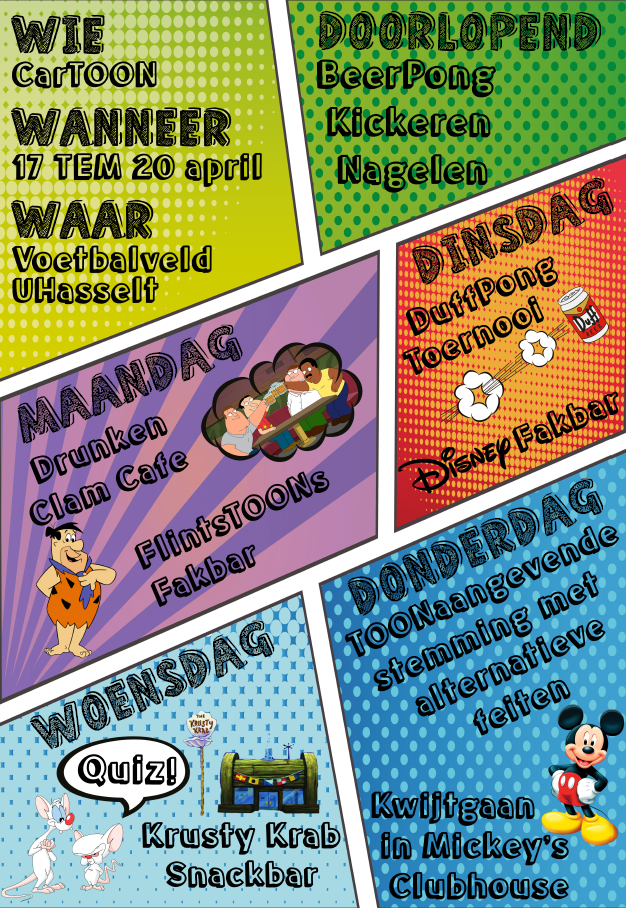 WIE
CarTOON
WANNEER
17 TEM 20 april
WAAR
Voetbalveld
UHasselt
DOORLOPEND
BeerPong
Kickeren
Nagelen
MAANDAG
Drunken
Clam Cafe
FlintsTOONs
Fakbar
DINSDAG
DuffPong
Toernooi
Duff
Disney Fakbar
WOENSDAG
THE
KRUSTY
KRAB
Quiz!
Krusty Krab
Snackbar
DONDERDAG
TOONaangevende
stemming met
alternatieve
feiten
Kwijtgaan
in Mickey's
Clubhouse